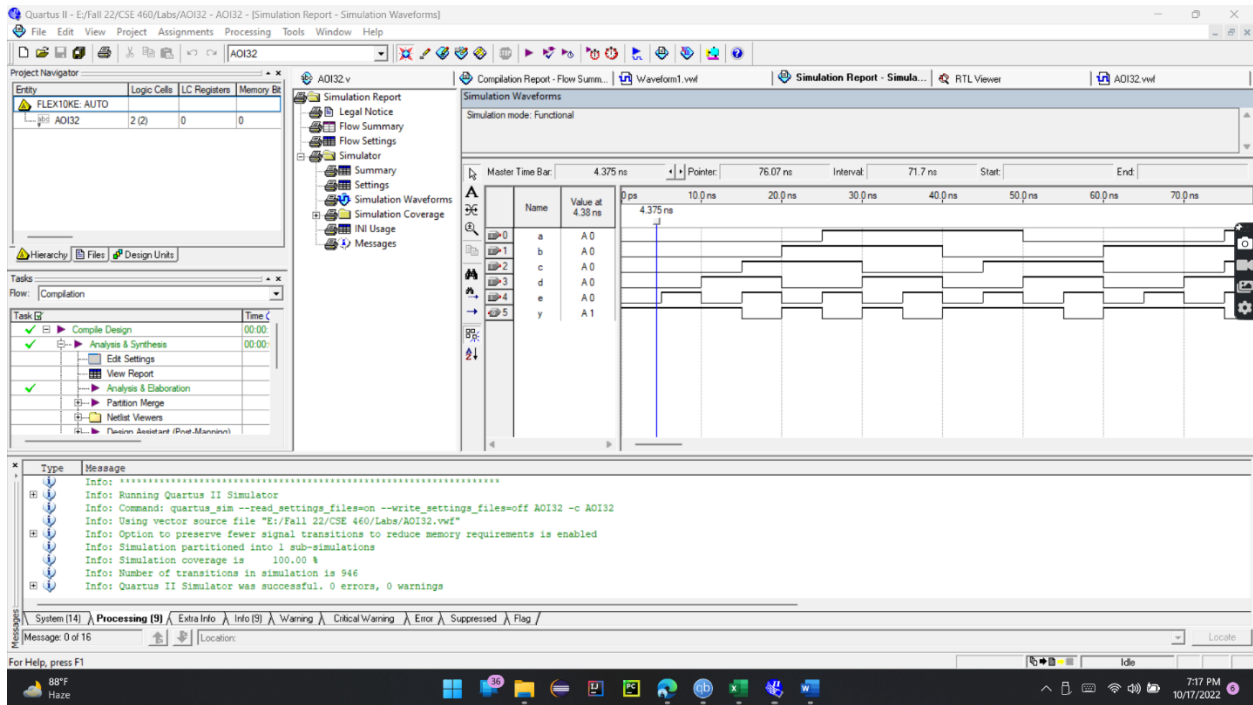 Quartus II - E:/Fall 22/CSE 460/Labs/AOI32 - AOI32 - [Simulation Report - Simulation Waveforms]
File Edit View Project Assignments Processing Tools Window Help
AOI32
Project Navigator
Entity Logic Cells LC Registers Memory Bit
FLEX10KE: AUTO
AOI32 2 (2) 0 0
Hierarchy Files Design Units
Tasks
Flow: Compilation
Task Time
Compile Design 00:00:
Analysis & Synthesis 00:00:
Edit Settings
View Report
Analysis & Elaboration
Partition Merge
Netlist Viewers
Design Assistant (Post-Mapping)
AOI32.v
Compilation Report - Flow Summ...
Waveform1.vwf
Simulation Report - Simula...
RTL Viewer
AOI32.vwf
Simulation Report
Legal Notice
Flow Summary
Flow Settings
Simulator
Summary
Settings
Simulation Waveforms
Simulation Coverage
INI Usage
Messages
Simulation Waveforms
Simulation mode: Functional
Master Time Bar: 4.375 ns Pointer: 76.07 ns Interval: 71.7 ns Start: End:
Name Value at 4.38 ns
0 ps 10.0 ns 20.0 ns 30.0 ns 40.0 ns 50.0 ns 60.0 ns 70.0 ns
4.375 ns
0 a A 0
1 b A 0
2 c A 0
3 d A 0
4 e A 0
5 y A 1
Type Message
Info: *******************************************************************
Info: Running Quartus II Simulator
Info: Command: quartus_sim --read_settings_files=on --write_settings_files=off AOI32 -c AOI32
Info: Using vector source file "E:/Fall 22/CSE 460/Labs/AOI32.vwf"
Info: Option to preserve fewer signal transitions to reduce memory requirements is enabled
Info: Simulation partitioned into 1 sub-simulations
Info: Simulation coverage is 100.00 %
Info: Number of transitions in simulation is 946
Info: Quartus II Simulator was successful. 0 errors, 0 warnings
System (14) Processing (9) Extra Info Info (9) Warning Critical Warning Error Suppressed Flag
Messages
Message: 0 of 16 Location: Locate
For Help, press F1 Idle
88°F
Haze
36
PC
qb
7:17 PM
10/17/2022
6